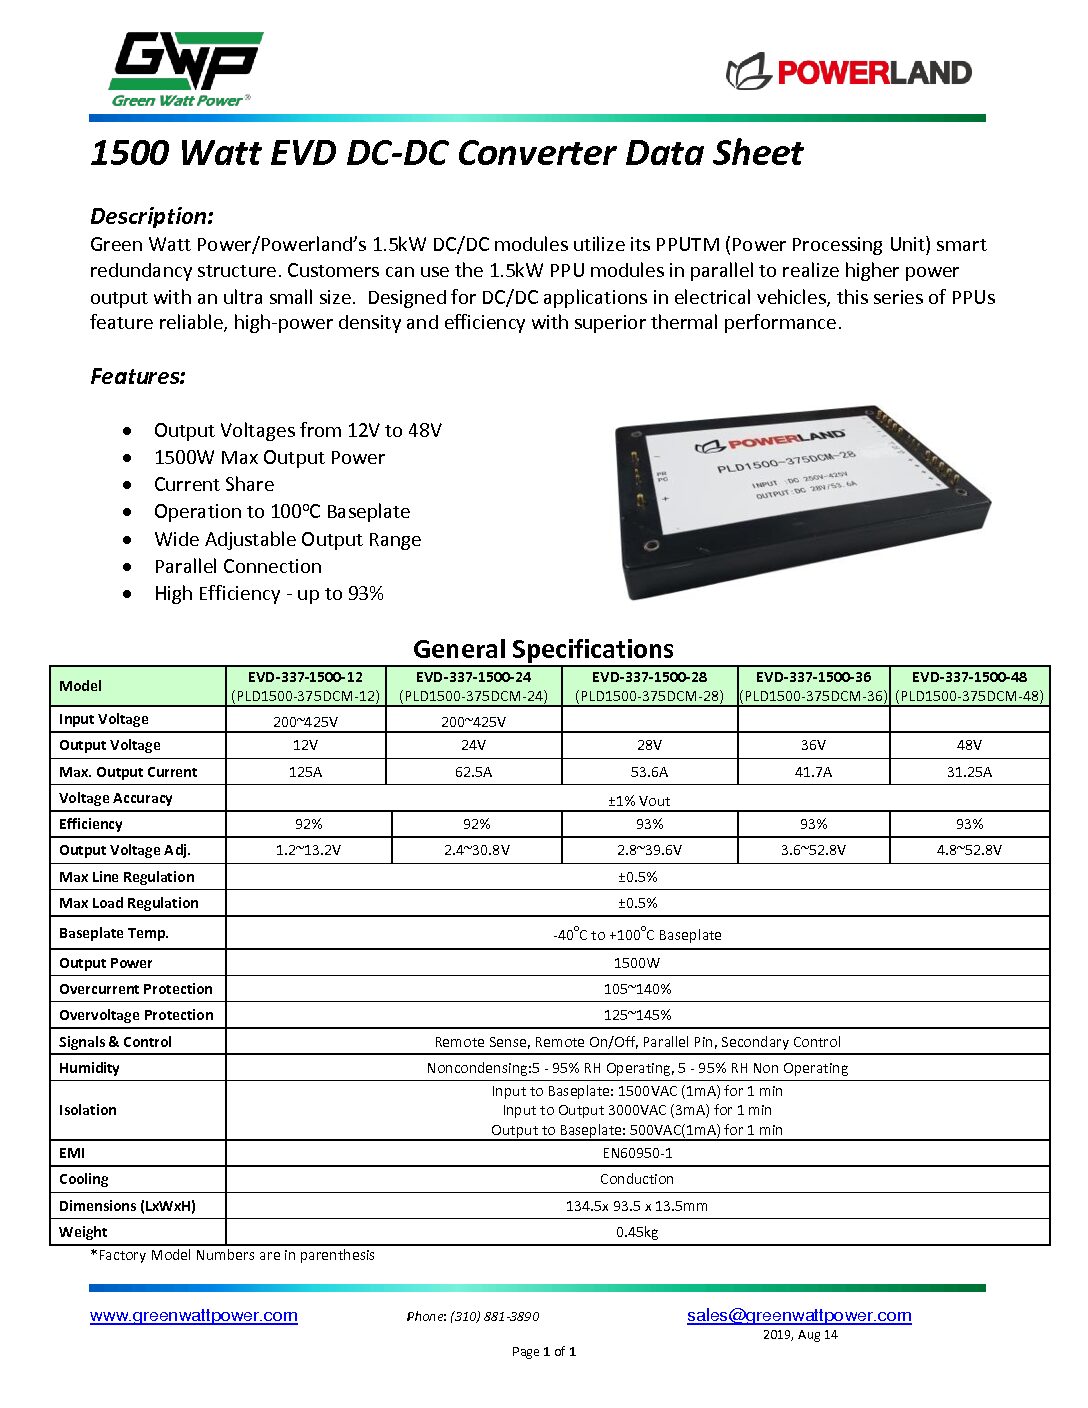 GWP
Green Watt Power®
POWERLAND
1500 Watt EVD DC-DC Converter Data Sheet
Description:
Green Watt Power/Powerland’s 1.5kW DC/DC modules utilize its PPUTM (Power Processing Unit) smart
redundancy structure. Customers can use the 1.5kW PPU modules in parallel to realize higher power
output with an ultra small size.  Designed for DC/DC applications in electrical vehicles, this series of PPUs
feature reliable, high-power density and efficiency with superior thermal performance.
Features:
• Output Voltages from 12V to 48V
• 1500W Max Output Power
• Current Share
• Operation to 100°C Baseplate
• Wide Adjustable Output Range
• Parallel Connection
• High Efficiency - up to 93%
POWERLAND
PLD1500-375DCM-28
INPUT :DC 250V-425V
OUTPUT:DC 28V/53.6A
PR
PC
General Specifications
Model EVD-337-1500-12 EVD-337-1500-24 EVD-337-1500-28 EVD-337-1500-36 EVD-337-1500-48
(PLD1500-375DCM-12) (PLD1500-375DCM-24) (PLD1500-375DCM-28) (PLD1500-375DCM-36) (PLD1500-375DCM-48)
Input Voltage 200~425V 200~425V
Output Voltage 12V 24V 28V 36V 48V
Max. Output Current 125A 62.5A 53.6A 41.7A 31.25A
Voltage Accuracy ±1% Vout
Efficiency 92% 92% 93% 93% 93%
Output Voltage Adj. 1.2~13.2V 2.4~30.8V 2.8~39.6V 3.6~52.8V 4.8~52.8V
Max Line Regulation ±0.5%
Max Load Regulation ±0.5%
Baseplate Temp. -40°C to +100°C Baseplate
Output Power 1500W
Overcurrent Protection 105~140%
Overvoltage Protection 125~145%
Signals & Control Remote Sense, Remote On/Off, Parallel Pin, Secondary Control
Humidity Noncondensing:5 - 95% RH Operating, 5 - 95% RH Non Operating
Isolation Input to Baseplate: 1500VAC (1mA) for 1 min
Input to Output 3000VAC (3mA) for 1 min
Output to Baseplate: 500VAC(1mA) for 1 min
EMI EN60950-1
Cooling Conduction
Dimensions (LxWxH) 134.5x 93.5 x 13.5mm
Weight 0.45kg
*Factory Model Numbers are in parenthesis
www.greenwattpower.com Phone: (310) 881-3890 sales@greenwattpower.com
2019, Aug 14
Page 1 of 1